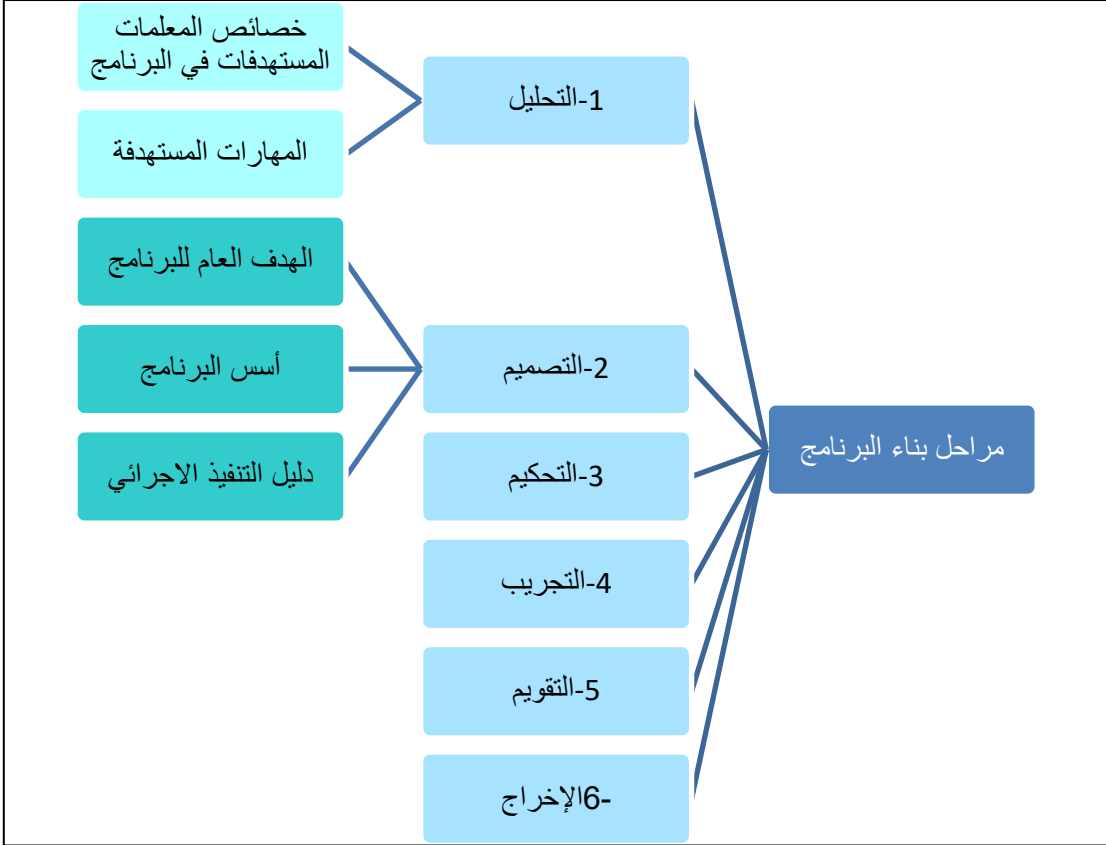 مراحل بناء البرنامج
1-التحليل
خصائص المعلمات
المستهدفات في البرنامج
المهارات المستهدفة
2-التصميم
الهدف العام للبرنامج
أسس البرنامج
دليل التنفيذ الاجرائي
3-التحكيم
4-التجريب
5-التقويم
6-الإخراج